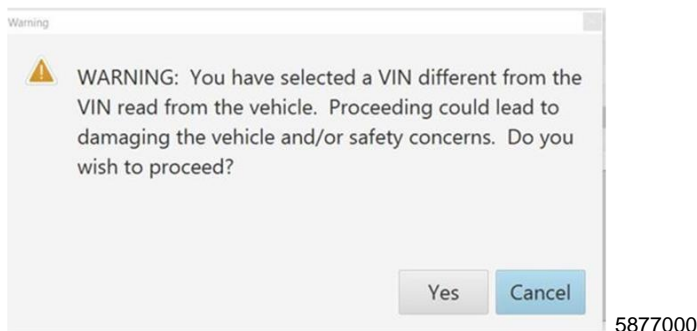 Warning
WARNING: You have selected a VIN different from the
VIN read from the vehicle. Proceeding could lead to
damaging the vehicle and/or safety concerns. Do you
wish to proceed?
Yes
Cancel
5877000